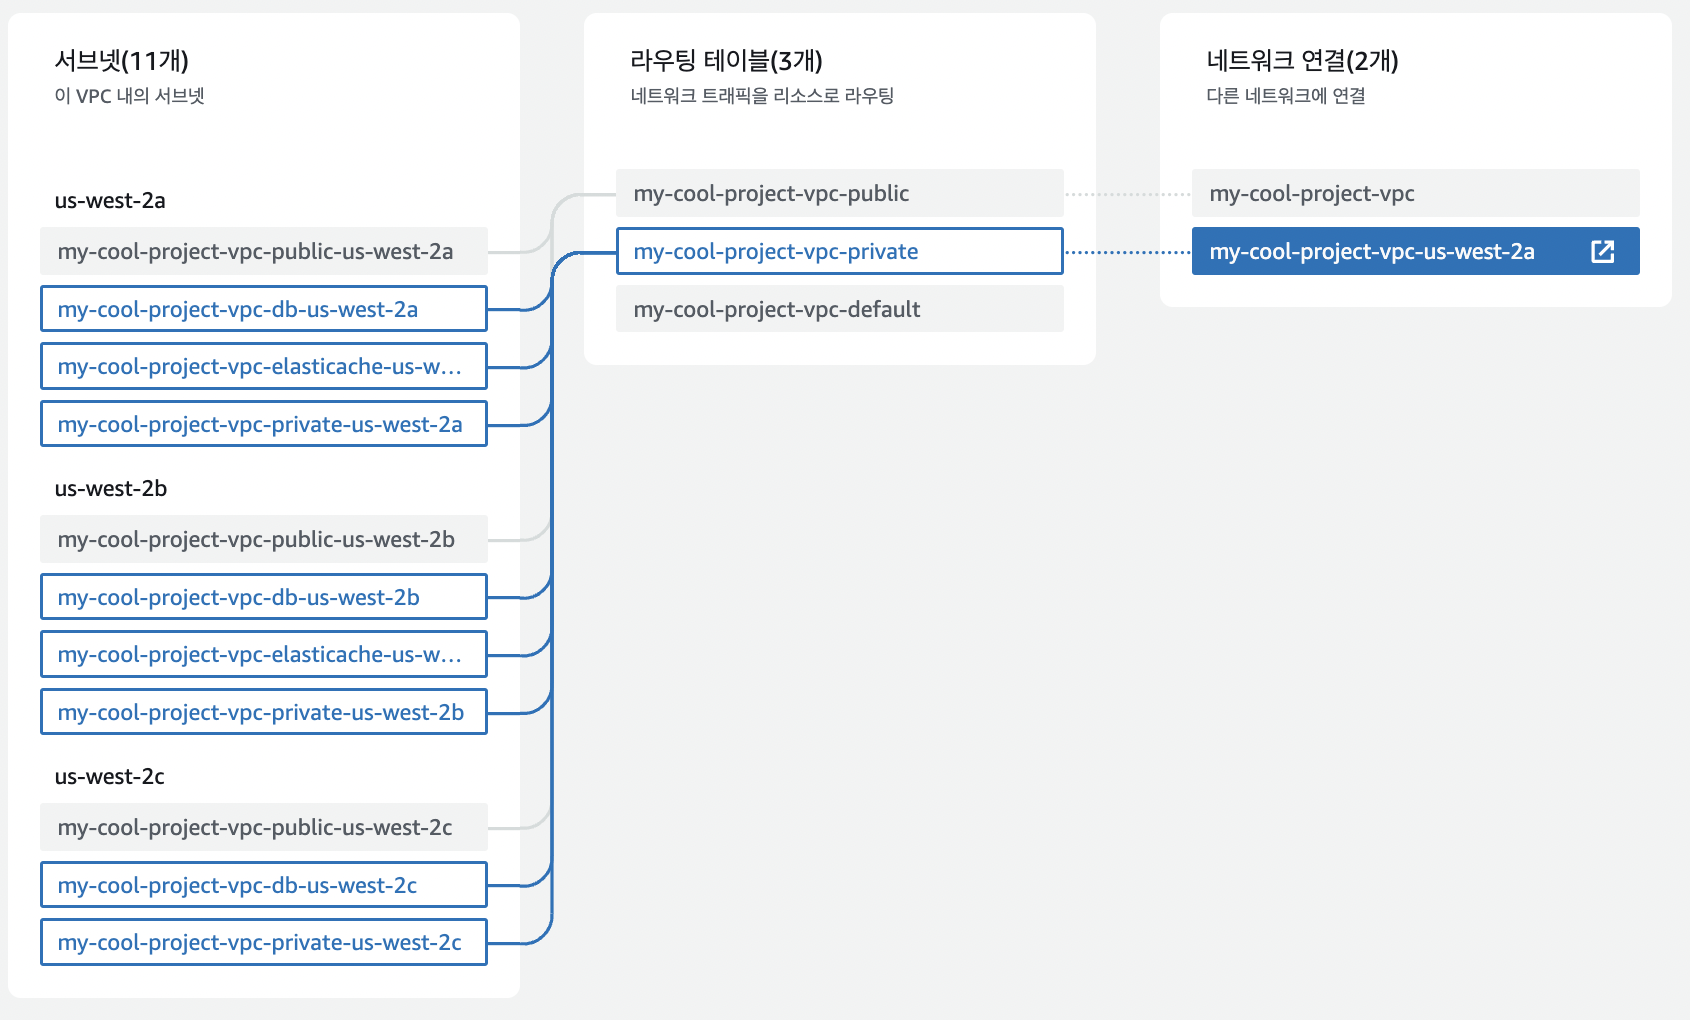 서브넷(11개)
이 VPC 내의 서브넷
us-west-2a
my-cool-project-vpc-public-us-west-2a
my-cool-project-vpc-db-us-west-2a
my-cool-project-vpc-elasticache-us-w...
my-cool-project-vpc-private-us-west-2a
us-west-2b
my-cool-project-vpc-public-us-west-2b
my-cool-project-vpc-db-us-west-2b
my-cool-project-vpc-elasticache-us-w...
my-cool-project-vpc-private-us-west-2b
us-west-2c
my-cool-project-vpc-public-us-west-2c
my-cool-project-vpc-db-us-west-2c
my-cool-project-vpc-private-us-west-2c
라우팅 테이블(3개)
네트워크 트래픽을 리소스로 라우팅
my-cool-project-vpc-public
my-cool-project-vpc-private
my-cool-project-vpc-default
네트워크 연결(2개)
다른 네트워크에 연결
my-cool-project-vpc
my-cool-project-vpc-us-west-2a